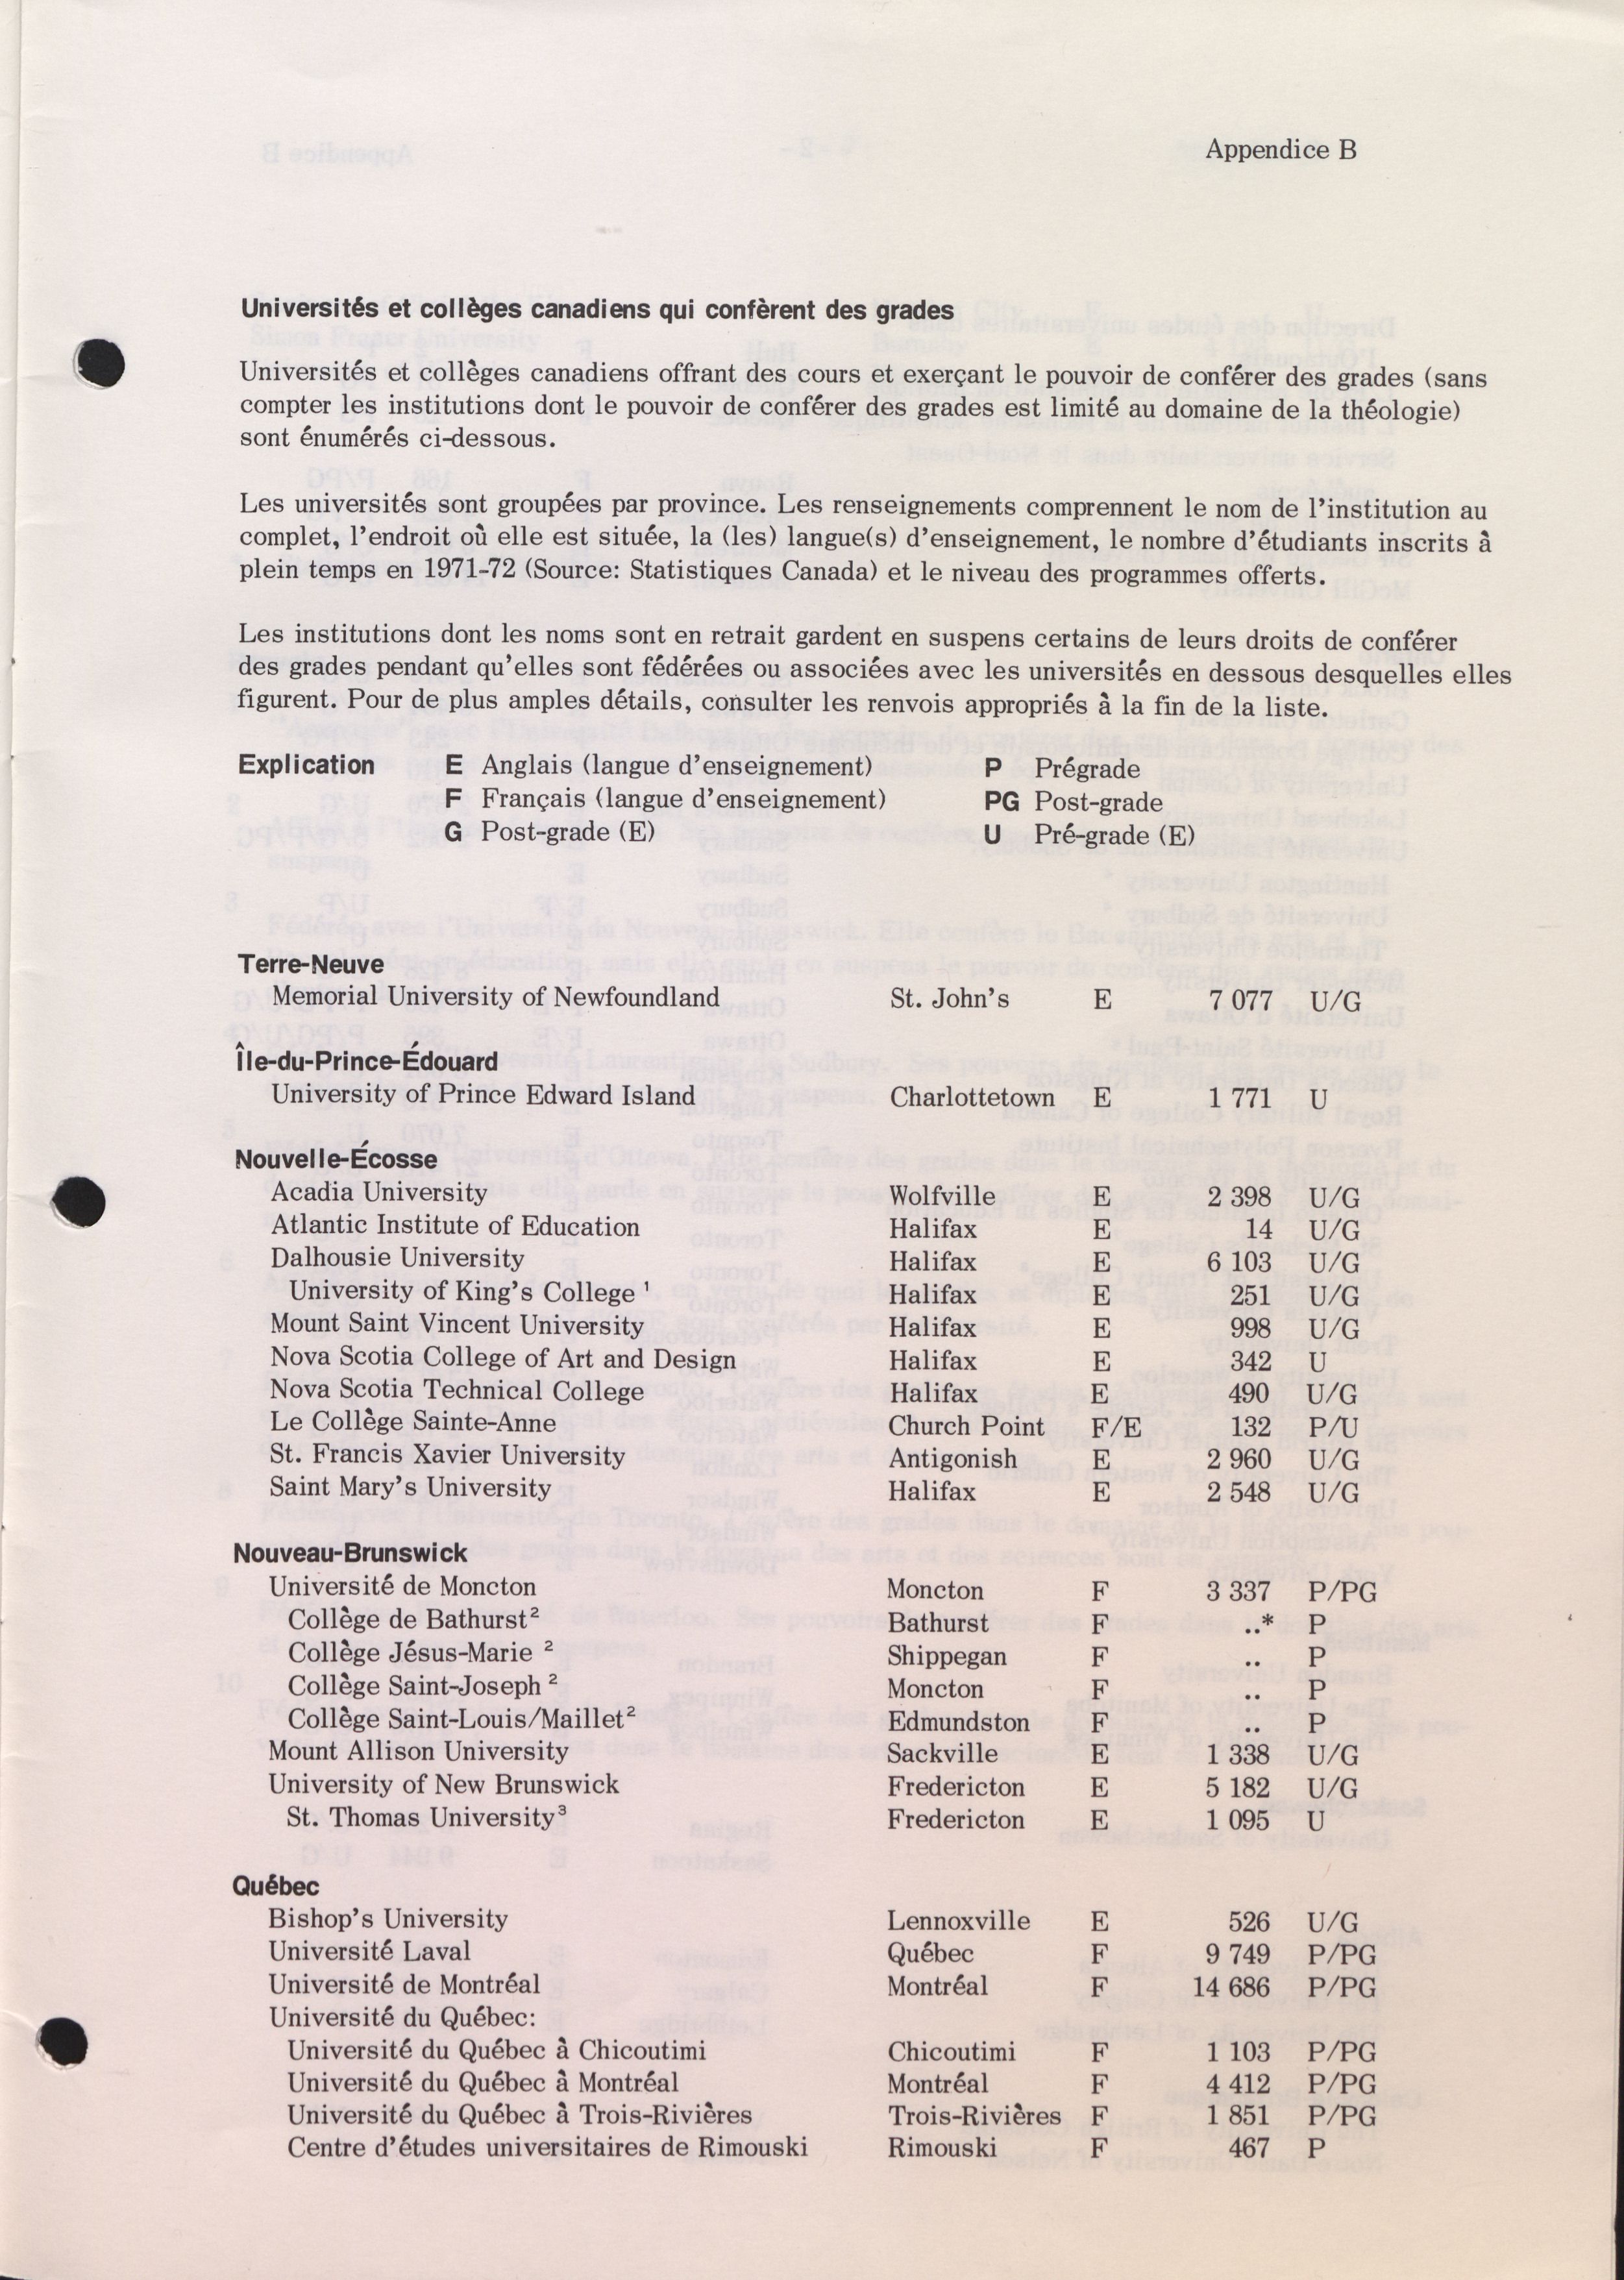 Appendice B
Universités et collèges canadiens qui confèrent des grades
Universités et collèges canadiens offrant des cours et exerçant le pouvoir de conférer des grades (sans
compter les institutions dont le pouvoir de conférer des grades est limité au domaine de la théologie)
sont énumérés ci-dessous.
Les universités sont groupées par province. Les renseignements comprennent le nom de l'institution au
complet, l'endroit où elle est située, la (les) langue(s) d'enseignement, le nombre d'étudiants inscrits à
plein temps en 1971-72 (Source: Statistiques Canada) et le niveau des programmes offerts.
Les institutions dont les noms sont en retrait gardent en suspens certains de leurs droits de conférer
des grades pendant qu'elles sont fédérées ou associées avec les universités en dessous desquelles elles
figurent. Pour de plus amples détails, consulter les renvois appropriés à la fin de la liste.
Explication E Anglais (langue d'enseignement) P Prégrade
F Français (langue d'enseignement) PG Post-grade
G Post-grade (E) U Pré-grade (E)
Terre-Neuve
Memorial University of Newfoundland St. John's E 7 077 U/G
Île-du-Prince-Édouard
University of Prince Edward Island Charlottetown E 1 771 U
Nouvelle-Écosse
Acadia University Wolfville E 2 398 U/G
Atlantic Institute of Education Halifax E 14 U/G
Dalhousie University Halifax E 6 103 U/G
University of King's College ¹ Halifax E 251 U/G
Mount Saint Vincent University Halifax E 998 U/G
Nova Scotia College of Art and Design Halifax E 342 U
Nova Scotia Technical College Halifax E 490 U/G
Le Collège Sainte-Anne Church Point F/E 132 P/U
St. Francis Xavier University Antigonish E 2 960 U/G
Saint Mary's University Halifax E 2 548 U/G
Nouveau-Brunswick
Université de Moncton Moncton F 3 337 P/PG
Collège de Bathurst² Bathurst F ..* P
Collège Jésus-Marie ² Shippegan F .. P
Collège Saint-Joseph ² Moncton F .. P
Collège Saint-Louis/Maillet² Edmundston F .. P
Mount Allison University Sackville E 1 338 U/G
University of New Brunswick Fredericton E 5 182 U/G
St. Thomas University³ Fredericton E 1 095 U
Québec
Bishop's University Lennoxville E 526 U/G
Université Laval Québec F 9 749 P/PG
Université de Montréal Montréal F 14 686 P/PG
Université du Québec:
Université du Québec à Chicoutimi Chicoutimi F 1 103 P/PG
Université du Québec à Montréal Montréal F 4 412 P/PG
Université du Québec à Trois-Rivières Trois-Rivières F 1 851 P/PG
Centre d'études universitaires de Rimouski Rimouski F 467 P